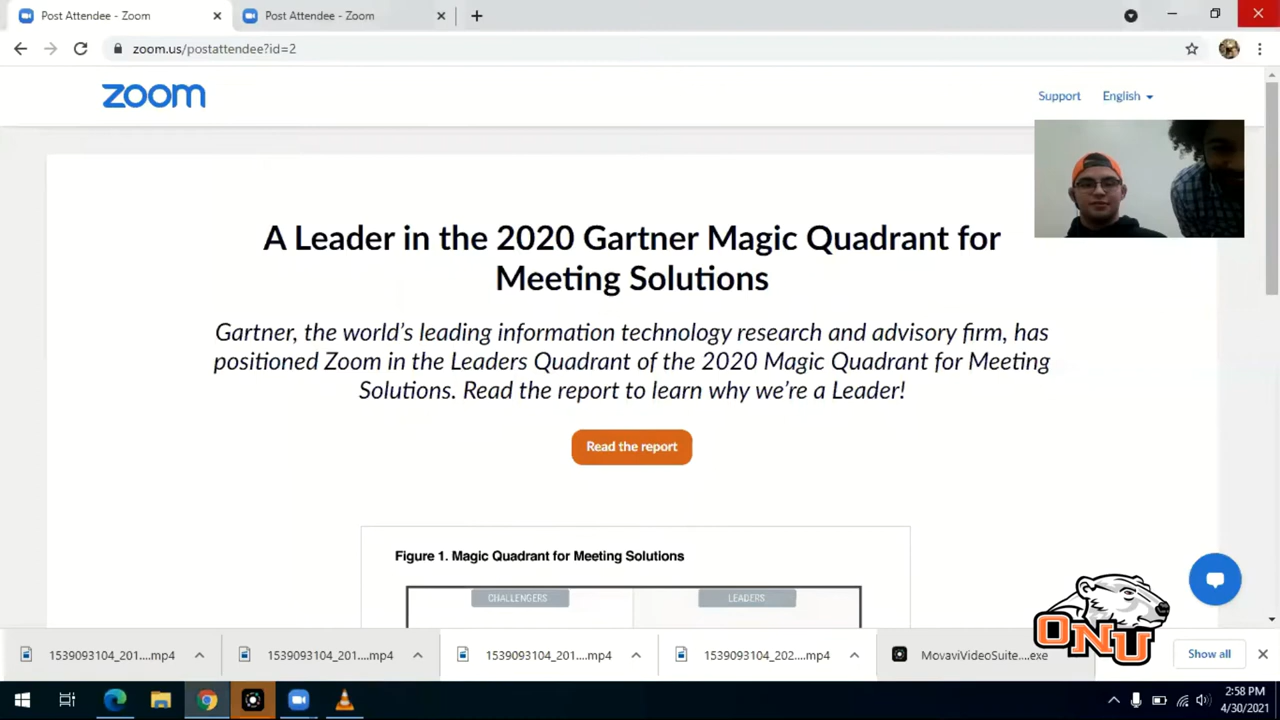 Post Attendee - Zoom
Post Attendee - Zoom
zoom.us/postattendee?id=2
zoom
Support
English
A Leader in the 2020 Gartner Magic Quadrant for
Meeting Solutions
Gartner, the world's leading information technology research and advisory firm, has
positioned Zoom in the Leaders Quadrant of the 2020 Magic Quadrant for Meeting
Solutions. Read the report to learn why we're a Leader!
Read the report
Figure 1. Magic Quadrant for Meeting Solutions
CHALLENGERS
LEADERS
ONU
1539093104_201....mp4
1539093104_201....mp4
1539093104_201....mp4
1539093104_202....mp4
MovaviVideoSuite....exe
Show all
2:58 PM
4/30/2021